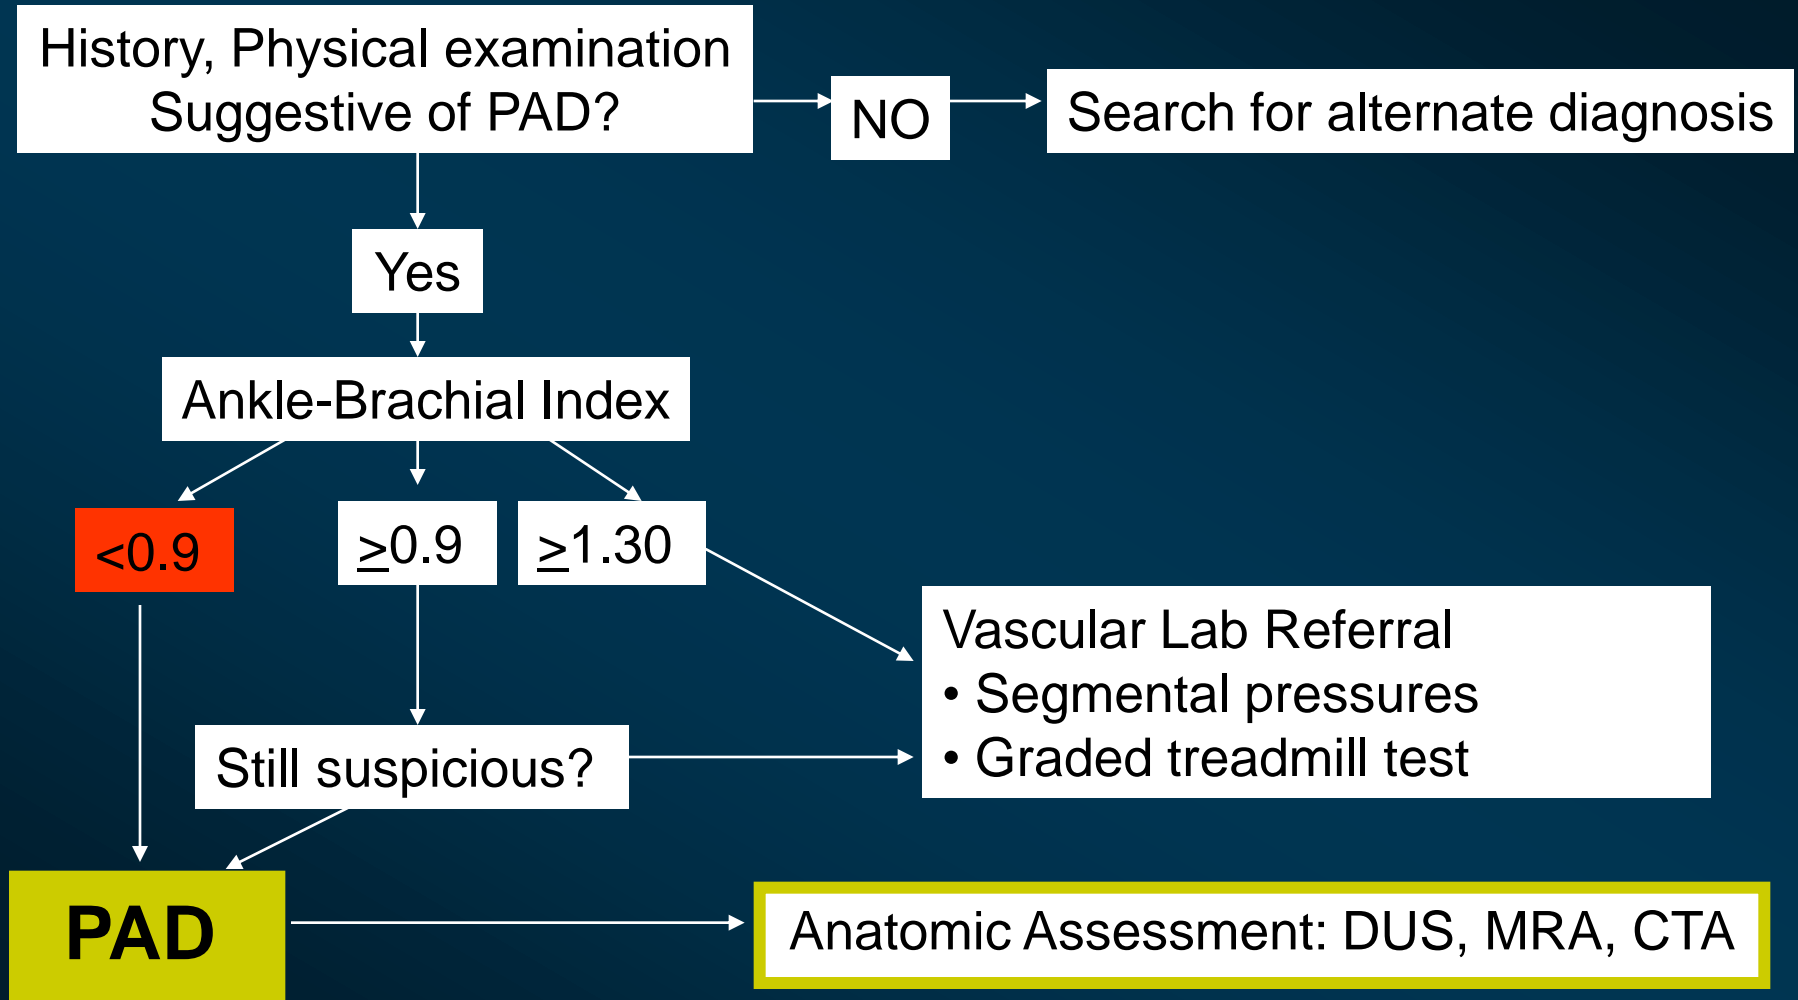 History, Physical examination
Suggestive of PAD?
NO
Search for alternate diagnosis
Yes
Ankle-Brachial Index
<0.9
≥0.9
≥1.30
Vascular Lab Referral
• Segmental pressures
• Graded treadmill test
Still suspicious?
PAD
Anatomic Assessment: DUS, MRA, CTA